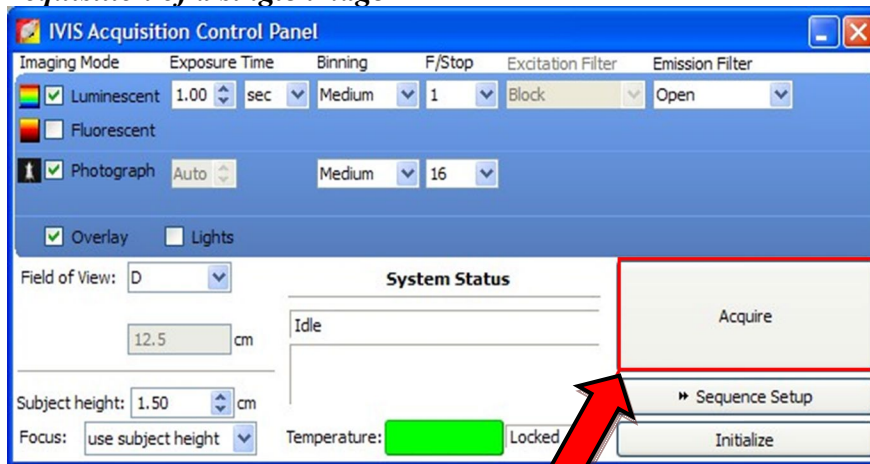 IVIS Acquisition Control Panel
Imaging Mode Exposure Time Binning F/Stop Excitation Filter Emission Filter
Luminescent 1.00 sec Medium 1 Block Open
Fluorescent
Photograph Auto Medium 16
Overlay Lights
Field of View: D
System Status
Acquire
Idle
12.5 cm
Subject height: 1.50 cm
Sequence Setup
Focus: use subject height Temperature: Locked Initialize